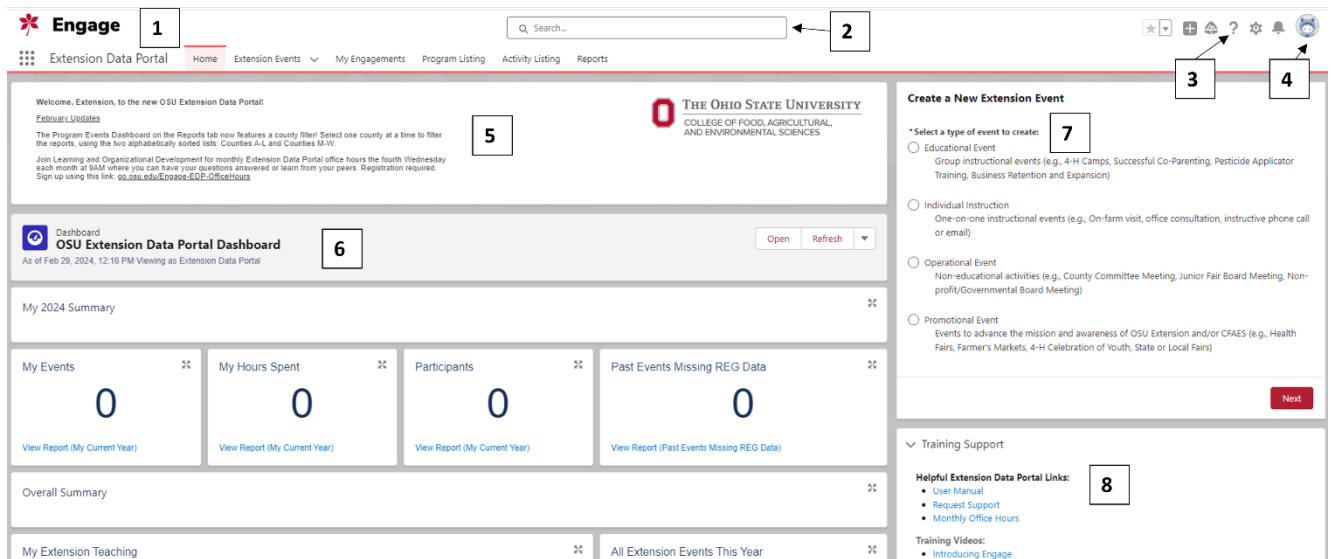 Engage
1
Search...
2
3
4
Extension Data Portal
Home
Extension Events
My Engagements
Program Listing
Activity Listing
Reports
Welcome, Extension, to the new OSU Extension Data Portal!
February Updates
The Program Events Dashboard on the Reports tab now features a county filter! Select one county at a time to filter
the reports, using the two alphabetically sorted lists: Counties A-L and Counties M-W.
Join Learning and Organizational Development for monthly Extension Data Portal office hours the fourth Wednesday
each month at 9AM where you can have your questions answered or learn from your peers. Registration required.
Sign up using this link: go.osu.edu/Engage-EDP-OfficeHours
5
THE OHIO STATE UNIVERSITY
COLLEGE OF FOOD, AGRICULTURAL,
AND ENVIRONMENTAL SCIENCES
Dashboard
OSU Extension Data Portal Dashboard
As of Feb 29, 2024, 12:16 PM Viewing as Extension Data Portal
6
Open
Refresh
My 2024 Summary
My Events
0
View Report (My Current Year)
My Hours Spent
0
View Report (My Current Year)
Participants
0
View Report (My Current Year)
Past Events Missing REG Data
0
View Report (Past Events Missing REG Data)
Overall Summary
My Extension Teaching
All Extension Events This Year
Create a New Extension Event
7
*Select a type of event to create:
Educational Event
Group instructional events (e.g., 4-H Camps, Successful Co-Parenting, Pesticide Applicator
Training, Business Retention and Expansion)
Individual Instruction
One-on-one instructional events (e.g., On-farm visit, office consultation, instructive phone call
or email)
Operational Event
Non-educational activities (e.g., County Committee Meeting, Junior Fair Board Meeting, Non-
profit/Governmental Board Meeting)
Promotional Event
Events to advance the mission and awareness of OSU Extension and/or CFAES (e.g., Health
Fairs, Farmer's Markets, 4-H Celebration of Youth, State or Local Fairs)
Next
Training Support
8
Helpful Extension Data Portal Links:
• User Manual
• Request Support
• Monthly Office Hours
Training Videos:
• Introducing Engage